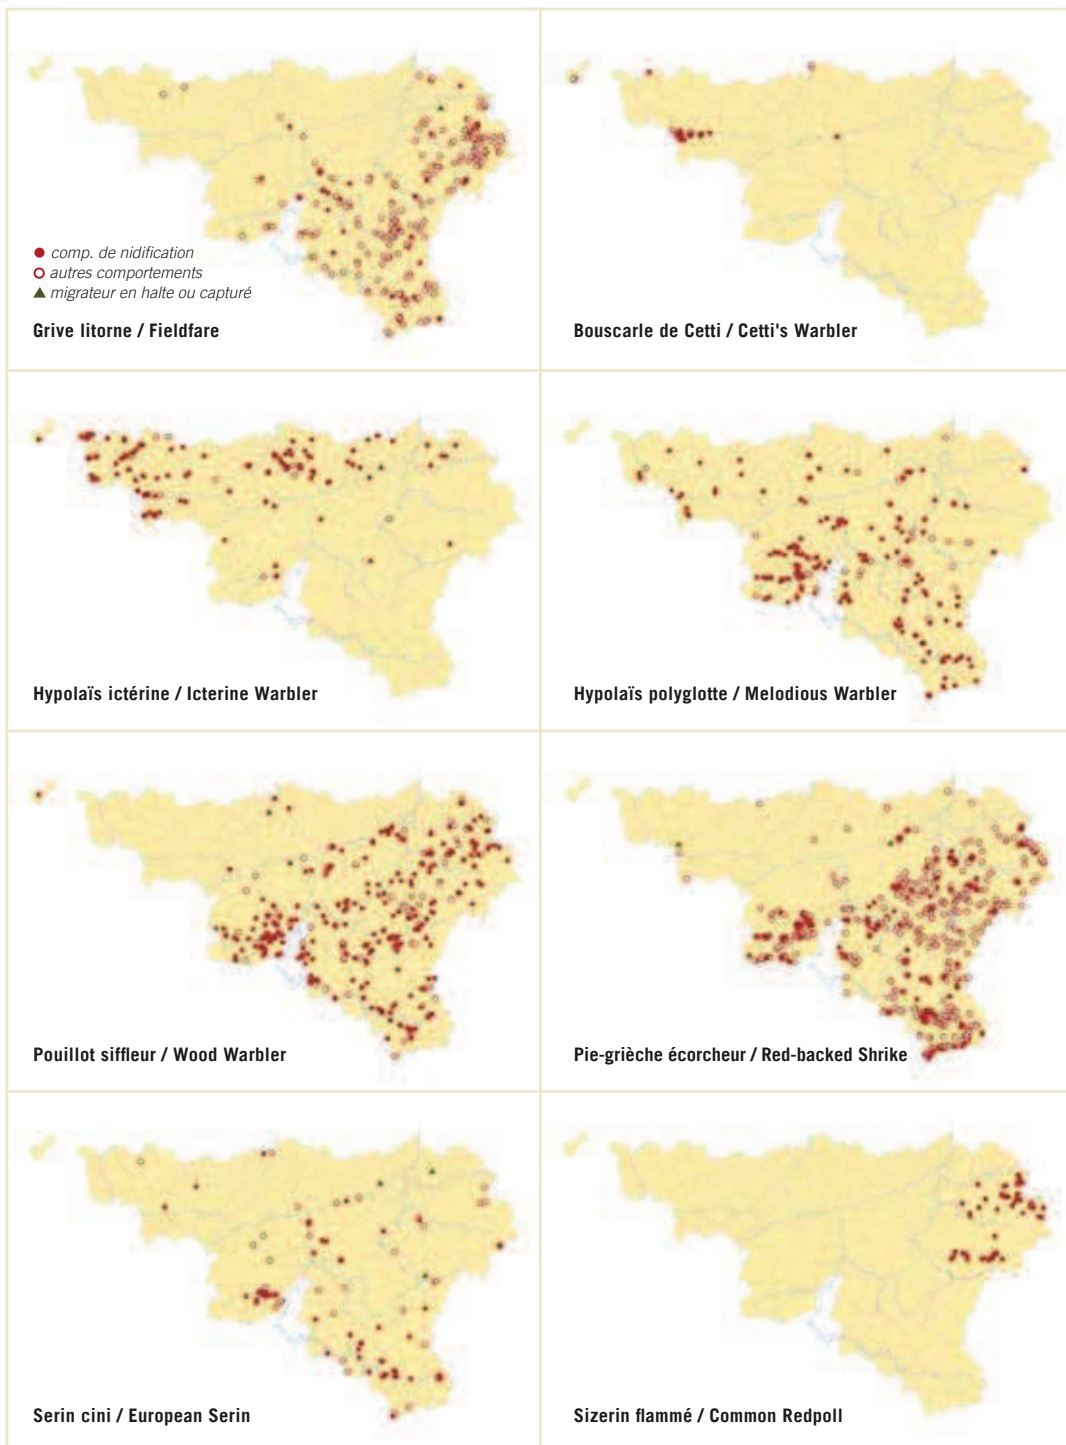 comp. de nidification
autres comportements
migrateur en halte ou capturé
Grive litorne / Fieldfare
Bouscarle de Cetti / Cetti's Warbler
Hypolaïs ictérine / Icterine Warbler
Hypolaïs polyglotte / Melodious Warbler
Pouillot siffleur / Wood Warbler
Pie-grièche écorcheur / Red-backed Shrike
Serin cini / European Serin
Sizerin flammé / Common Redpoll